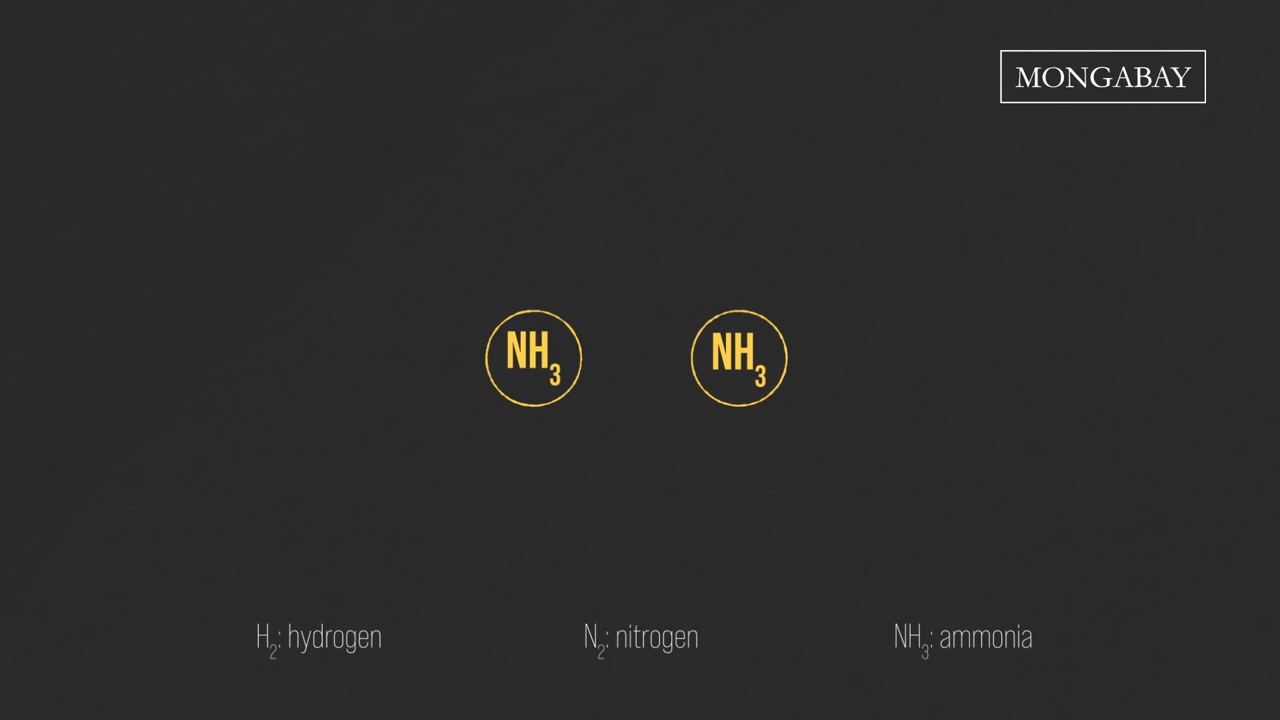 MONGABAY
NH₃ NH₃
H₂: hydrogen N₂: nitrogen NH₃: ammonia